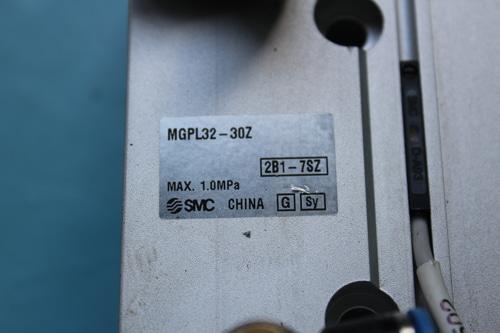 MGPL32-30Z
2B1-7SZ
MAX. 1.0MPa
SMC CHINA G Sy